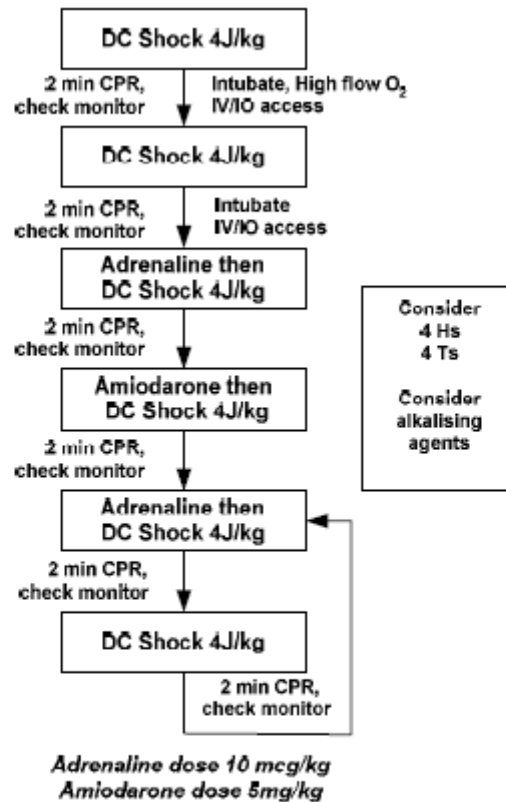 DC Shock 4J/kg
2 min CPR,
check monitor
Intubate, High flow O₂
IV/IO access
DC Shock 4J/kg
2 min CPR,
check monitor
Intubate
IV/IO access
Adrenaline then
DC Shock 4J/kg
2 min CPR,
check monitor
Amiodarone then
DC Shock 4J/kg
2 min CPR,
check monitor
Adrenaline then
DC Shock 4J/kg
2 min CPR,
check monitor
DC Shock 4J/kg
2 min CPR,
check monitor
Consider
4 Hs
4 Ts
Consider
alkalising
agents
Adrenaline dose 10 mcg/kg
Amiodarone dose 5mg/kg